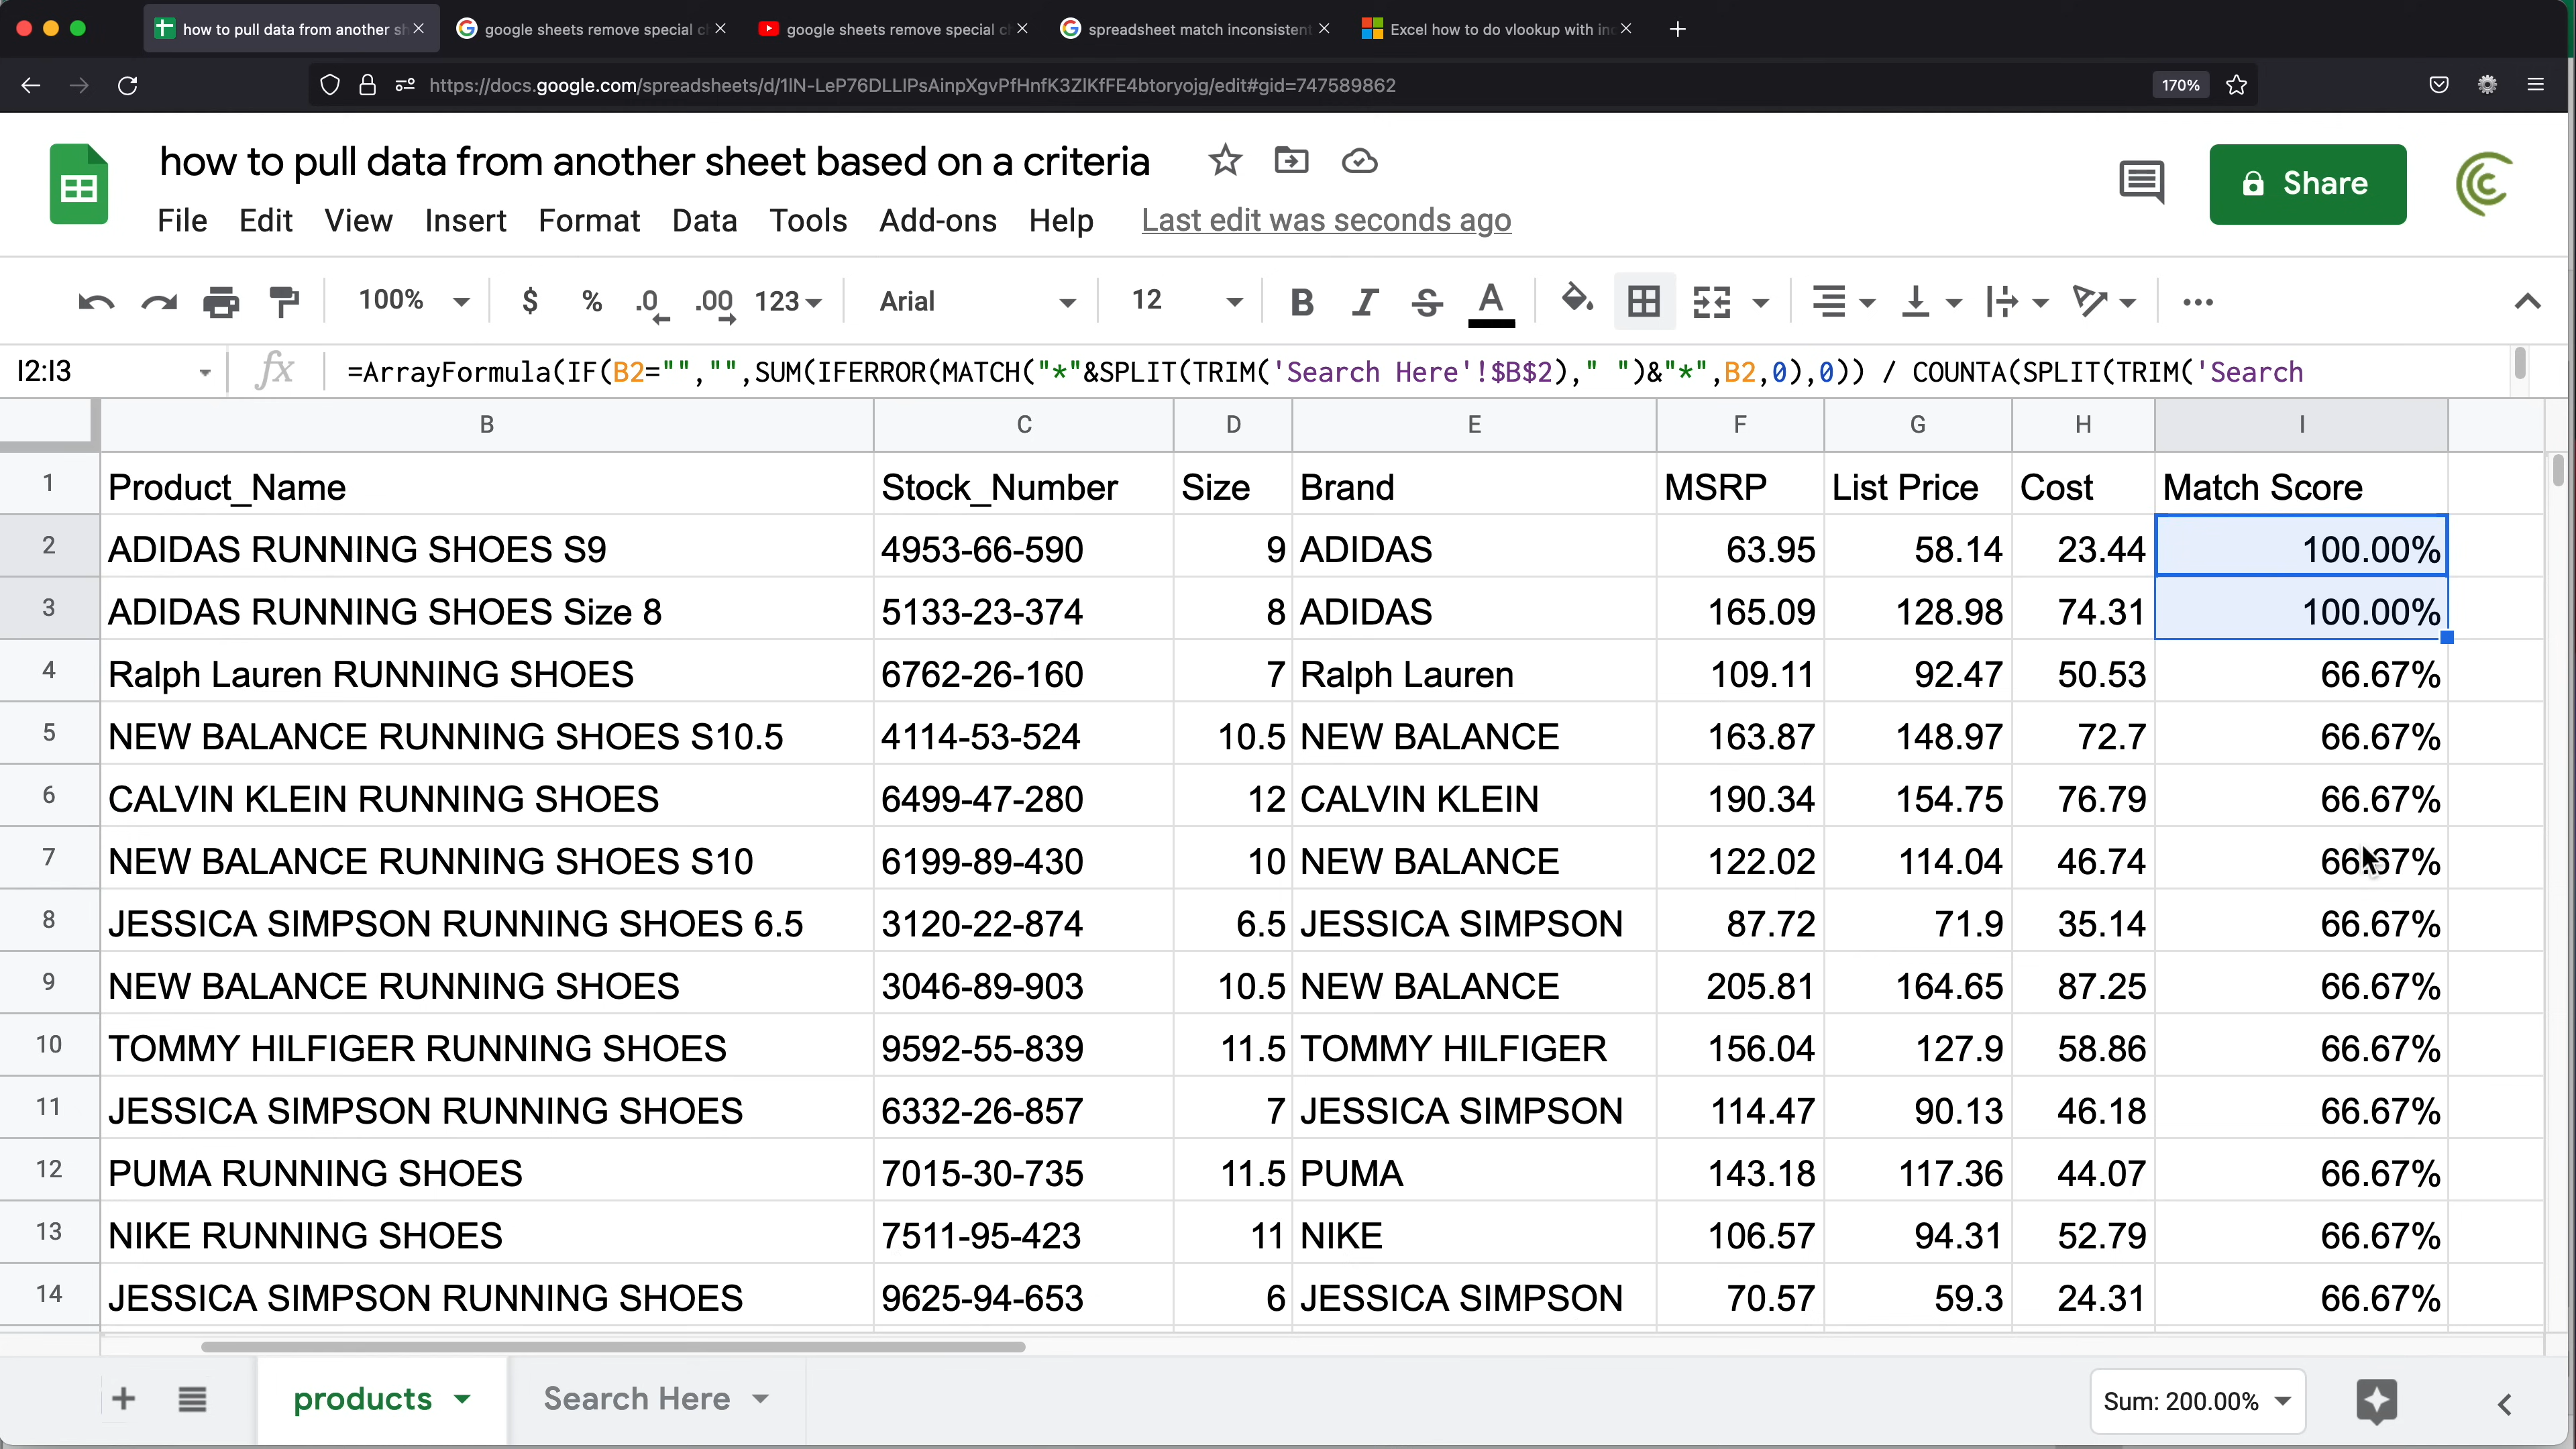 how to pull data from another sh
google sheets remove special cl
google sheets remove special cl
spreadsheet match inconsistent
Excel how to do vlookup with inc
https://docs.google.com/spreadsheets/d/1lN-LeP76DLLIPsAinpXgvPfHnfK3ZlKfFE4btoryojg/edit#gid=747589862
170%
how to pull data from another sheet based on a criteria
File Edit View Insert Format Data Tools Add-ons Help Last edit was seconds ago
Share
100% $ % .0 .00 123 Arial 12 B I S A
I2:I3 fx =ArrayFormula(IF(B2="","",SUM(IFERROR(MATCH("*"&SPLIT(TRIM('Search Here'!$B$2)," ")&"*",B2,0),0)) / COUNTA(SPLIT(TRIM('Search
B C D E F G H I
1 Product_Name Stock_Number Size Brand MSRP List Price Cost Match Score
2 ADIDAS RUNNING SHOES S9 4953-66-590 9 ADIDAS 63.95 58.14 23.44 100.00%
3 ADIDAS RUNNING SHOES Size 8 5133-23-374 8 ADIDAS 165.09 128.98 74.31 100.00%
4 Ralph Lauren RUNNING SHOES 6762-26-160 7 Ralph Lauren 109.11 92.47 50.53 66.67%
5 NEW BALANCE RUNNING SHOES S10.5 4114-53-524 10.5 NEW BALANCE 163.87 148.97 72.7 66.67%
6 CALVIN KLEIN RUNNING SHOES 6499-47-280 12 CALVIN KLEIN 190.34 154.75 76.79 66.67%
7 NEW BALANCE RUNNING SHOES S10 6199-89-430 10 NEW BALANCE 122.02 114.04 46.74 66.67%
8 JESSICA SIMPSON RUNNING SHOES 6.5 3120-22-874 6.5 JESSICA SIMPSON 87.72 71.9 35.14 66.67%
9 NEW BALANCE RUNNING SHOES 3046-89-903 10.5 NEW BALANCE 205.81 164.65 87.25 66.67%
10 TOMMY HILFIGER RUNNING SHOES 9592-55-839 11.5 TOMMY HILFIGER 156.04 127.9 58.86 66.67%
11 JESSICA SIMPSON RUNNING SHOES 6332-26-857 7 JESSICA SIMPSON 114.47 90.13 46.18 66.67%
12 PUMA RUNNING SHOES 7015-30-735 11.5 PUMA 143.18 117.36 44.07 66.67%
13 NIKE RUNNING SHOES 7511-95-423 11 NIKE 106.57 94.31 52.79 66.67%
14 JESSICA SIMPSON RUNNING SHOES 9625-94-653 6 JESSICA SIMPSON 70.57 59.3 24.31 66.67%
products Search Here Sum: 200.00%